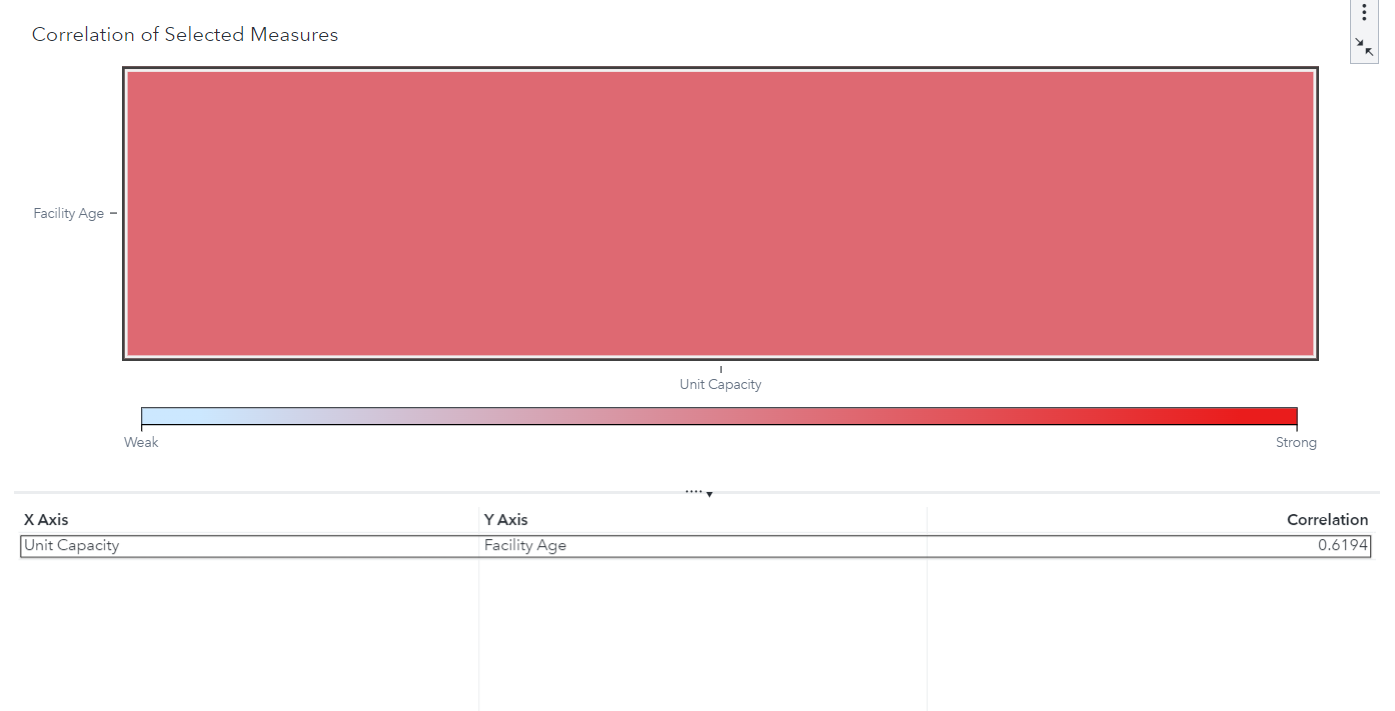 Correlation of Selected Measures
Facility Age
Unit Capacity
Weak Strong
X Axis Y Axis Correlation
Unit Capacity Facility Age 0.6194